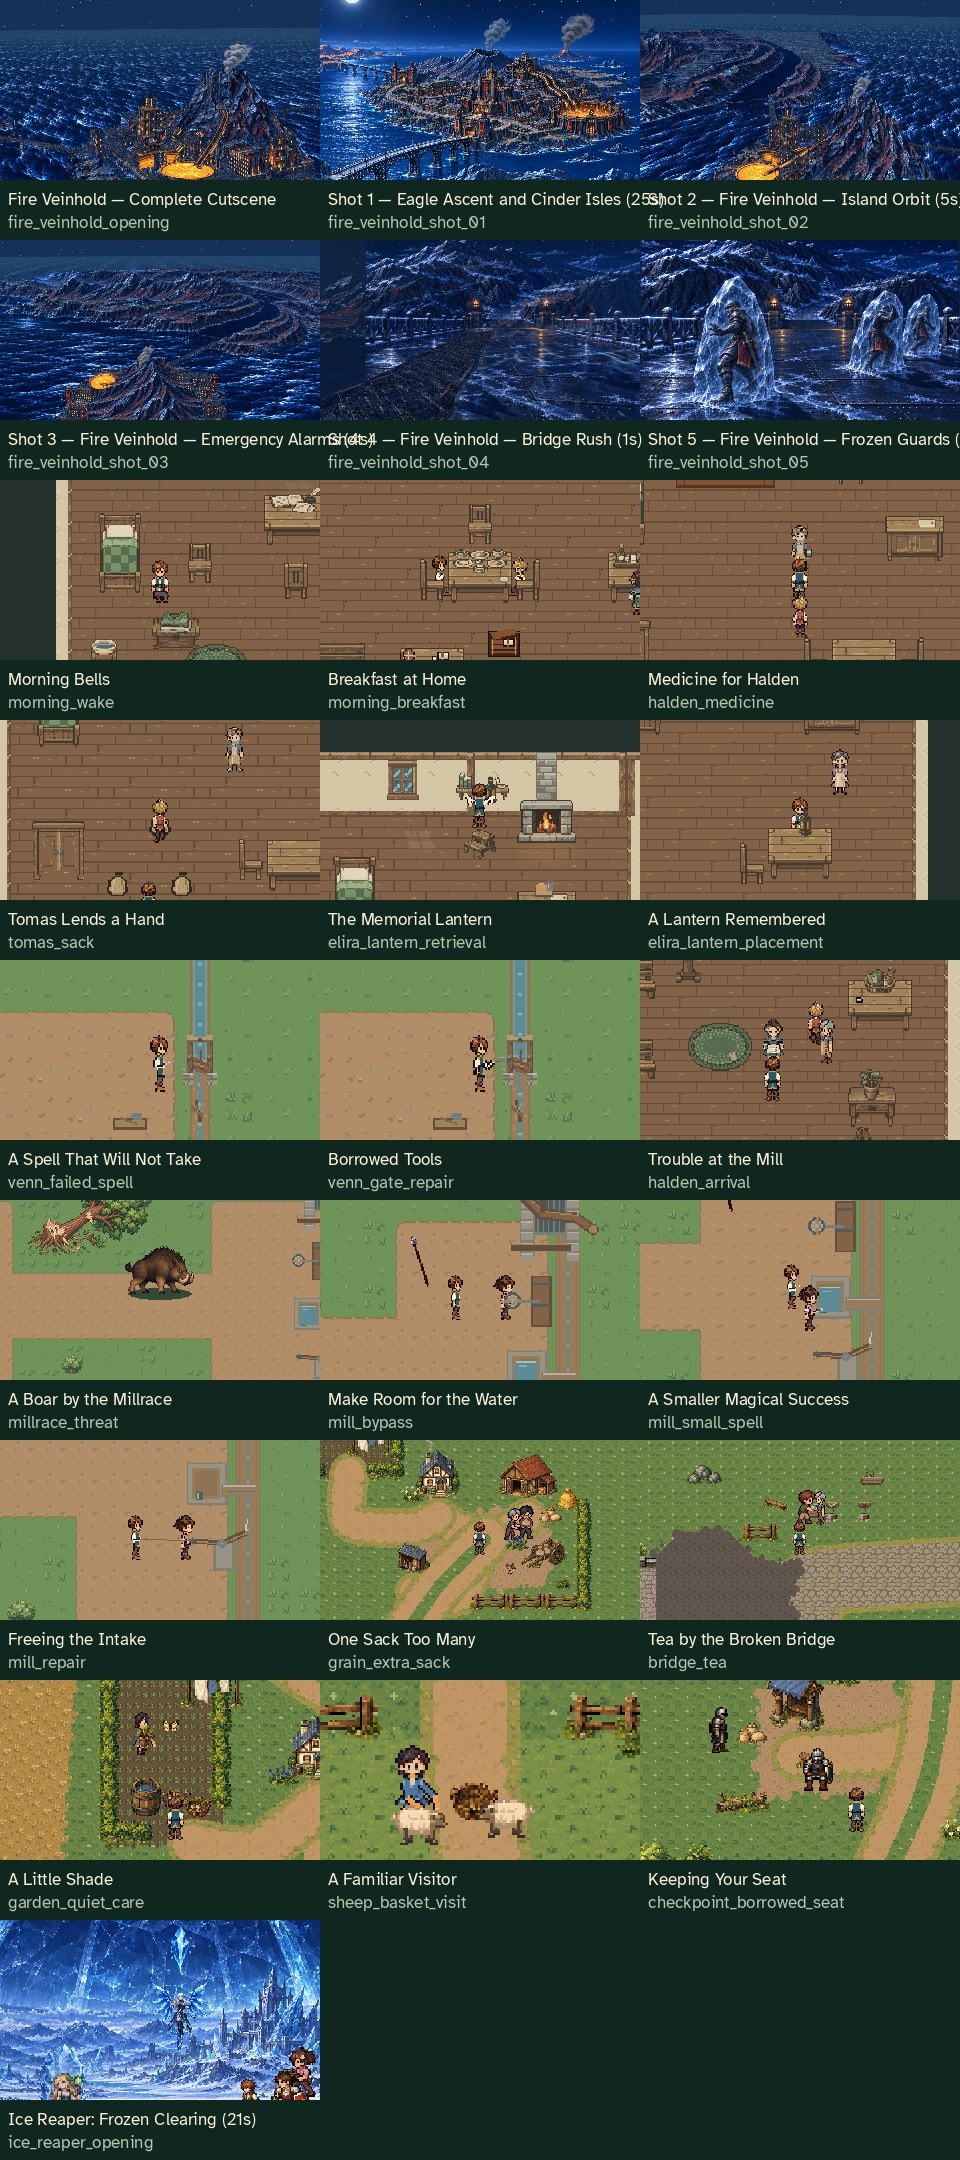 Fire Veinhold — Complete Cutscene
fire_veinhold_opening
Shot 1 — Eagle Ascent and Cinder Isles (25s)
fire_veinhold_shot_01
Shot 2 — Fire Veinhold — Island Orbit (5s
fire_veinhold_shot_02
Shot 3 — Fire Veinhold — Emergency Alarms (4s)
fire_veinhold_shot_03
Shot 4 — Fire Veinhold — Bridge Rush (1s)
fire_veinhold_shot_04
Shot 5 — Fire Veinhold — Frozen Guards (
fire_veinhold_shot_05
Morning Bells
morning_wake
Breakfast at Home
morning_breakfast
Medicine for Halden
halden_medicine
Tomas Lends a Hand
tomas_sack
The Memorial Lantern
elira_lantern_retrieval
A Lantern Remembered
elira_lantern_placement
A Spell That Will Not Take
venn_failed_spell
Borrowed Tools
venn_gate_repair
Trouble at the Mill
halden_arrival
A Boar by the Millrace
millrace_threat
Make Room for the Water
mill_bypass
A Smaller Magical Success
mill_small_spell
Freeing the Intake
mill_repair
One Sack Too Many
grain_extra_sack
Tea by the Broken Bridge
bridge_tea
A Little Shade
garden_quiet_care
A Familiar Visitor
sheep_basket_visit
Keeping Your Seat
checkpoint_borrowed_seat
Ice Reaper: Frozen Clearing (21s)
ice_reaper_opening